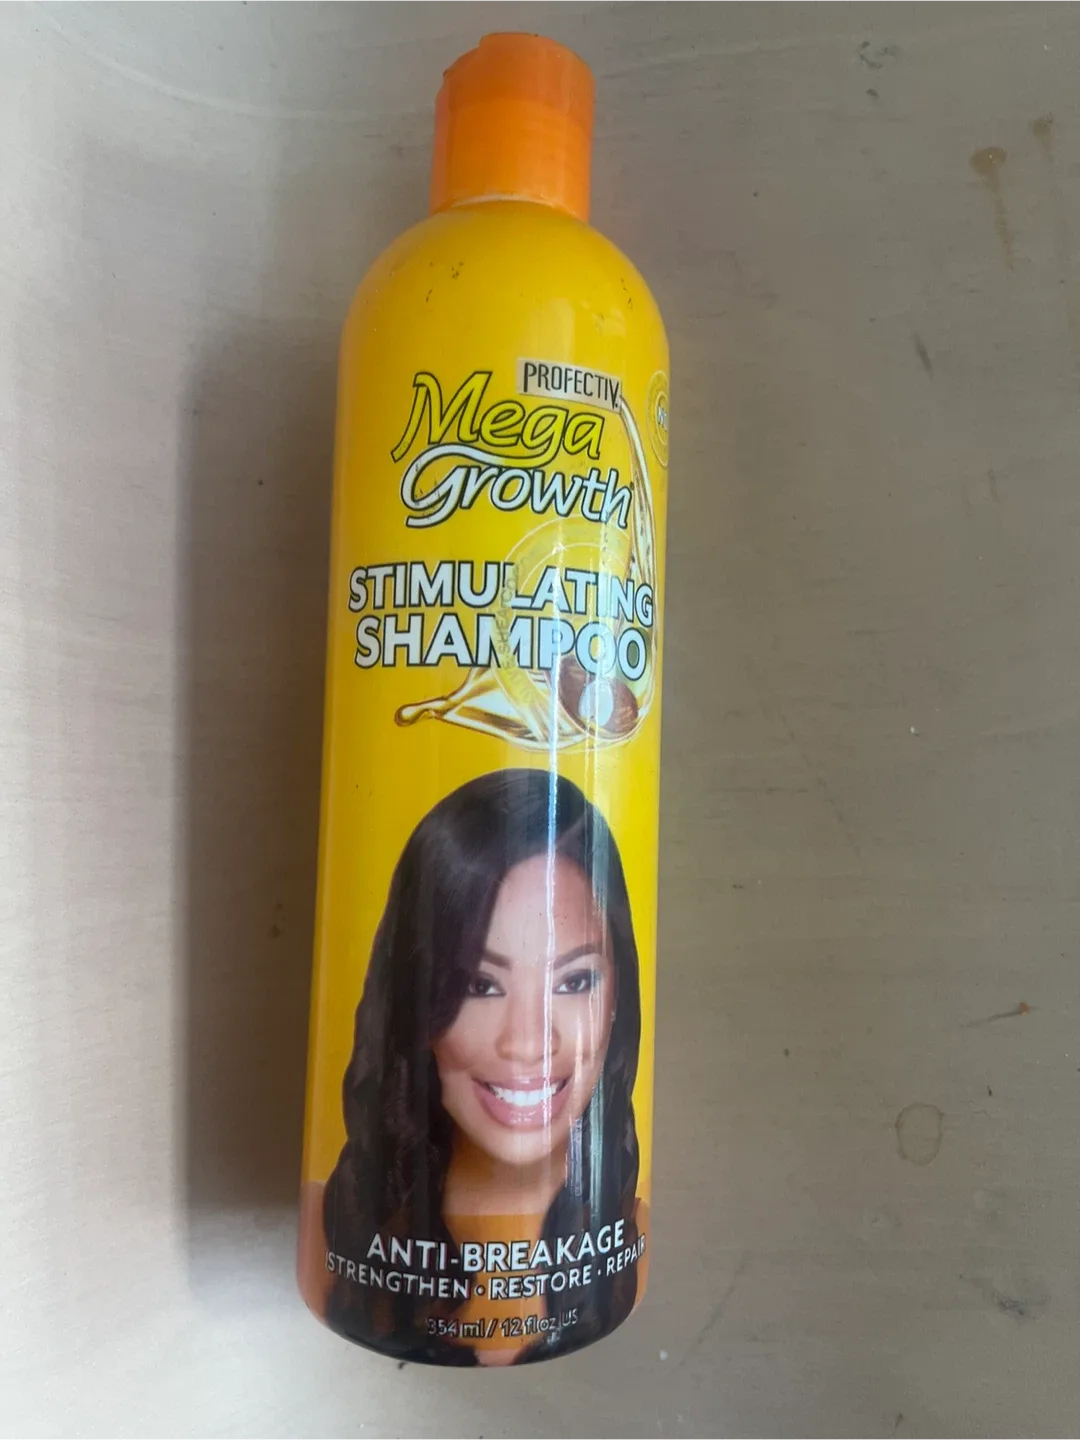 PROFECTIV.
Mega
Growth
STIMULATING
SHAMPOO
ANTI-BREAKAGE
STRENGTHEN • RESTORE • REPAIR
354 ml / 12 fl oz US